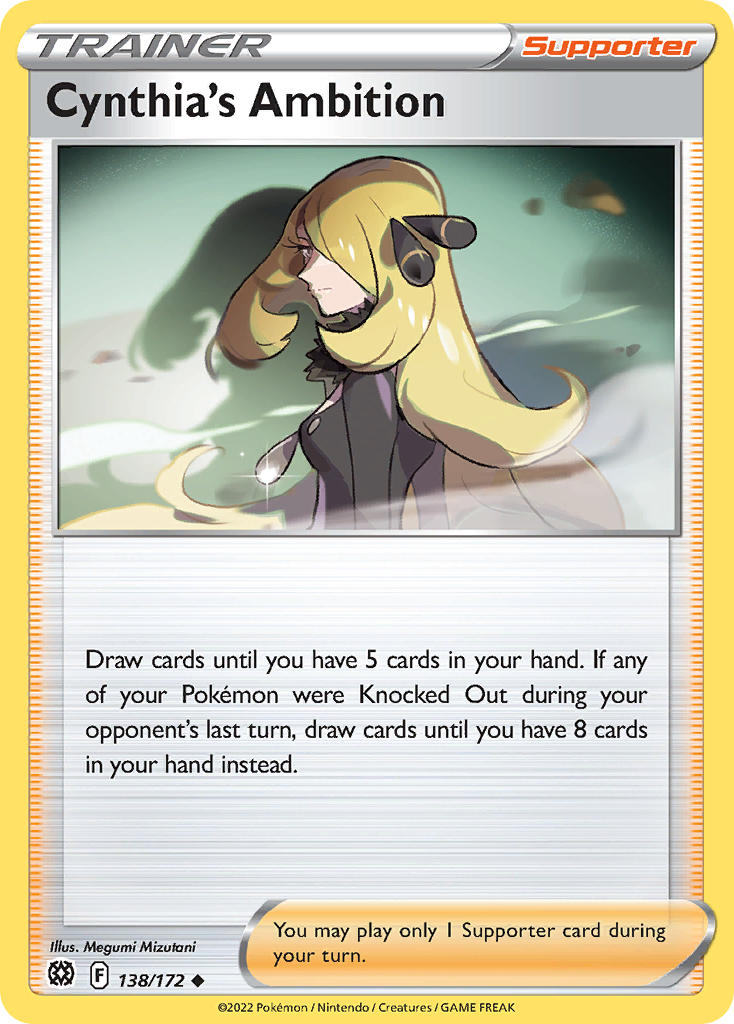 TRAINER
Supporter
Cynthia's Ambition
Draw cards until you have 5 cards in your hand. If any
of your Pokémon were Knocked Out during your
opponent's last turn, draw cards until you have 8 cards
in your hand instead.
You may play only 1 Supporter card during
your turn.
Illus. Megumi Mizutani
F 138/172
©2022 Pokémon / Nintendo / Creatures / GAME FREAK